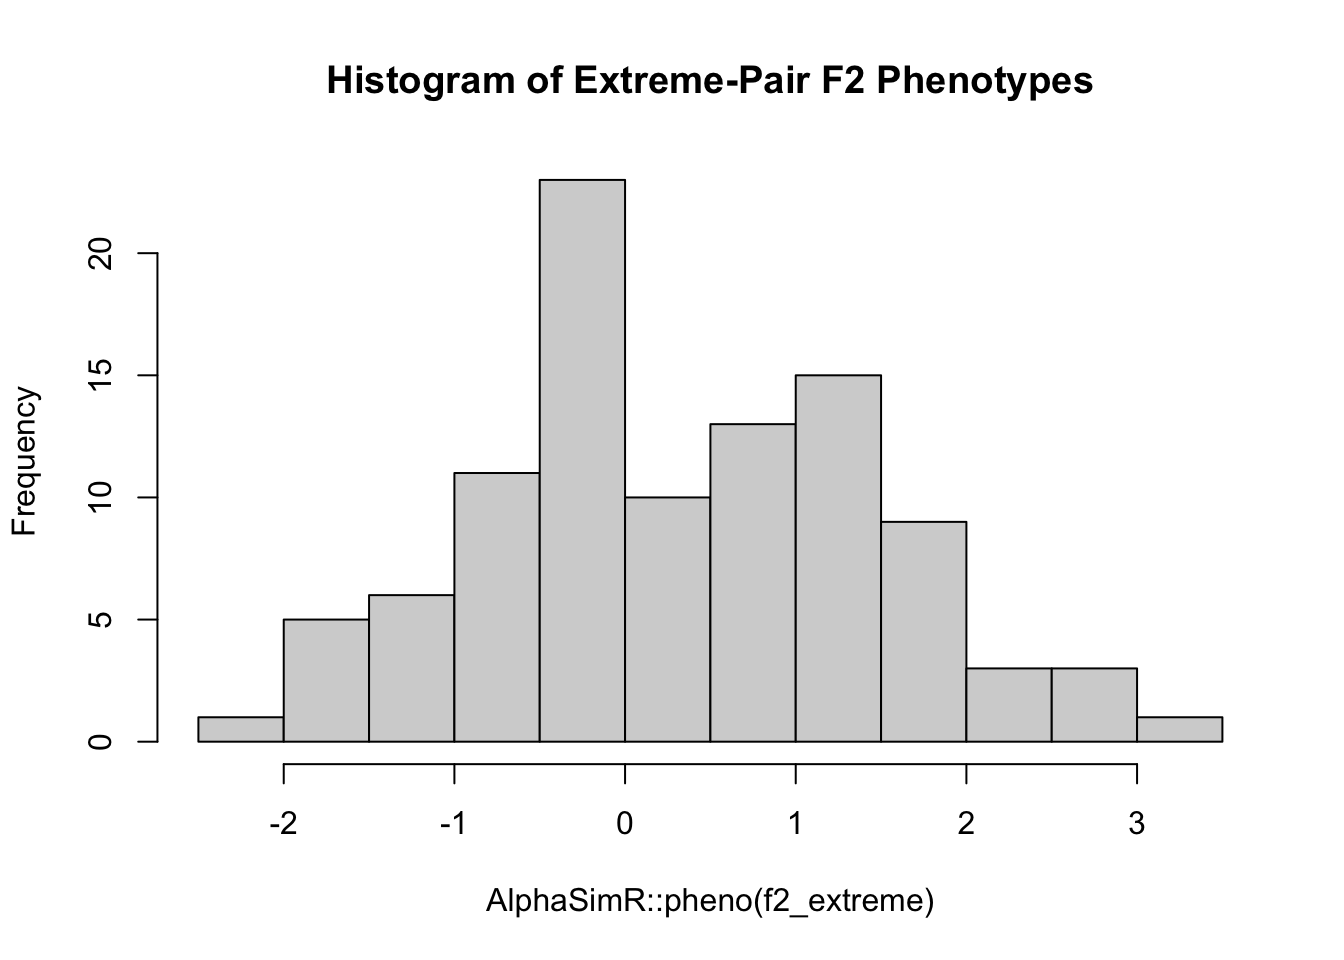 Histogram of Extreme-Pair F2 Phenotypes
Frequency
20
15
10
5
0
-2 -1 0 1 2 3
AlphaSimR::pheno(f2_extreme)